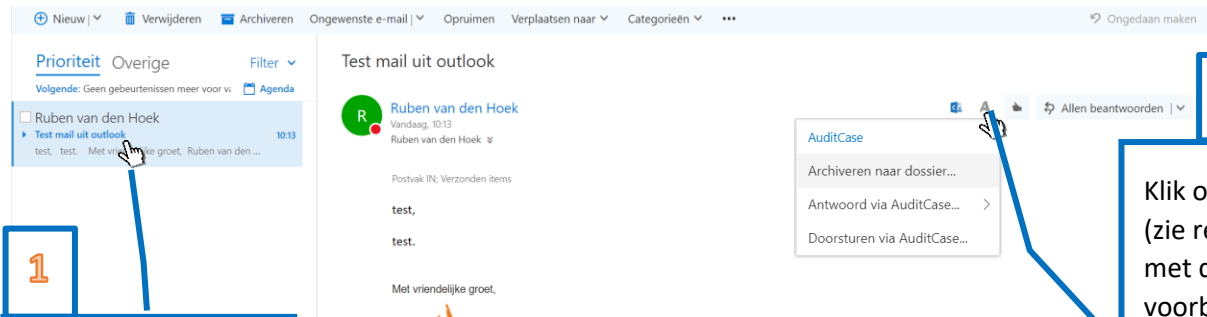 Nieuw Verwijderen Archiveren Ongewenste e-mail Opruimen Verplaatsen naar Categorieën ••• Ongedaan maken
Prioriteit Overige Filter
Volgende: Geen gebeurtenissen meer voor Agenda
Ruben van den Hoek
Test mail uit outlook 10:13
test, test. Met vriendelijke groet, Ruben van den ...
1
Test mail uit outlook
R
Ruben van den Hoek
Vandaag, 10:13
Ruben van den Hoek
Postvak IN; Verzonden items
test,
test.
Met vriendelijke groet,
A Allen beantwoorden
AuditCase
Archiveren naar dossier...
Antwoord via AuditCase...
Doorsturen via AuditCase...
Klik
(zie
met